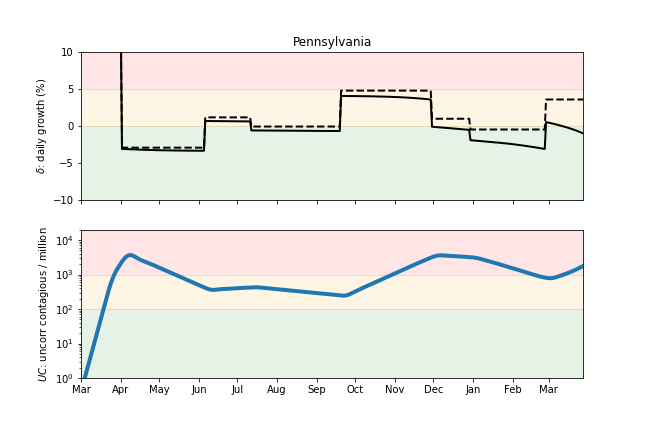 Pennsylvania
δ: daily growth (%)
10
5
0
−5
−10
UC: uncorr contagious / million
10⁴
10³
10²
10¹
10⁰
Mar Apr May Jun Jul Aug Sep Oct Nov Dec Jan Feb Mar